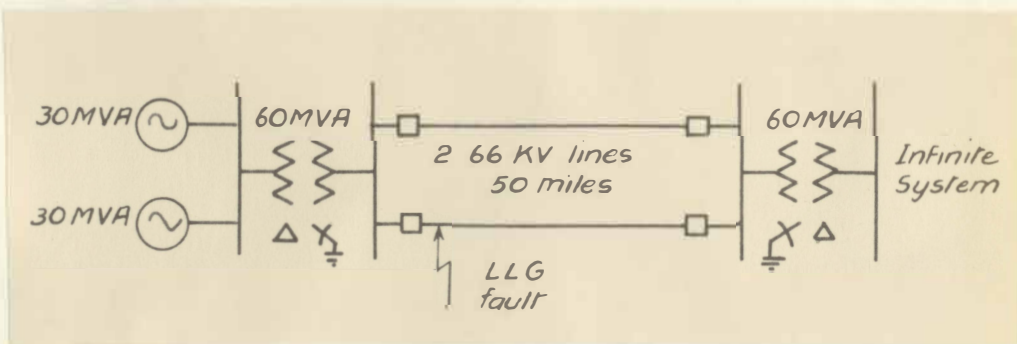 30MVA
60MVA
60MVA
2 66 KV lines
50 miles
Infinite
System
30MVA
Δ
Δ
LLG
fault